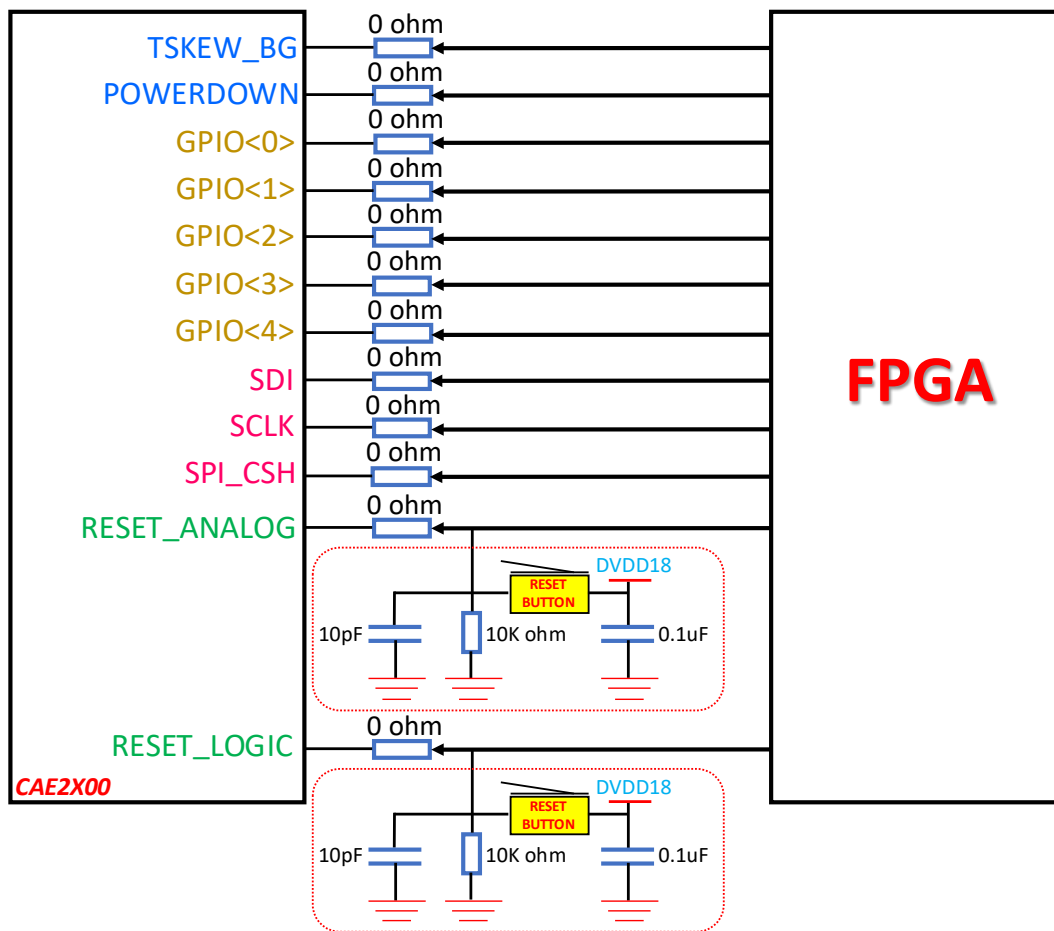 0 ohm
TSKEW_BG
0 ohm
POWERDOWN
0 ohm
GPIO<0>
0 ohm
GPIO<1>
0 ohm
GPIO<2>
0 ohm
GPIO<3>
0 ohm
GPIO<4>
0 ohm
SDI
0 ohm
SCLK
0 ohm
SPI_CSH
0 ohm
RESET_ANALOG
FPGA
DVDD18
RESET
BUTTON
10pF
10K ohm
0.1uF
0 ohm
RESET_LOGIC
CAE2X00
DVDD18
RESET
BUTTON
10pF
10K ohm
0.1uF